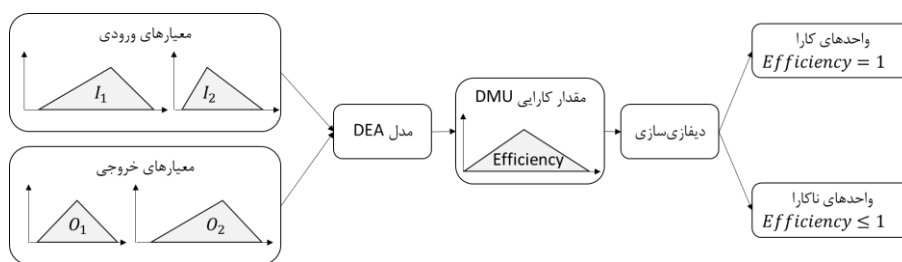 معیارهای ورودی
I₁
I₂
معیارهای خروجی
O₁
O₂
مدل DEA
مقدار کارایی DMU
Efficiency
دیفازی‌سازی
واحدهای کارا
Efficiency = 1
واحدهای ناکارا
Efficiency ≤ 1